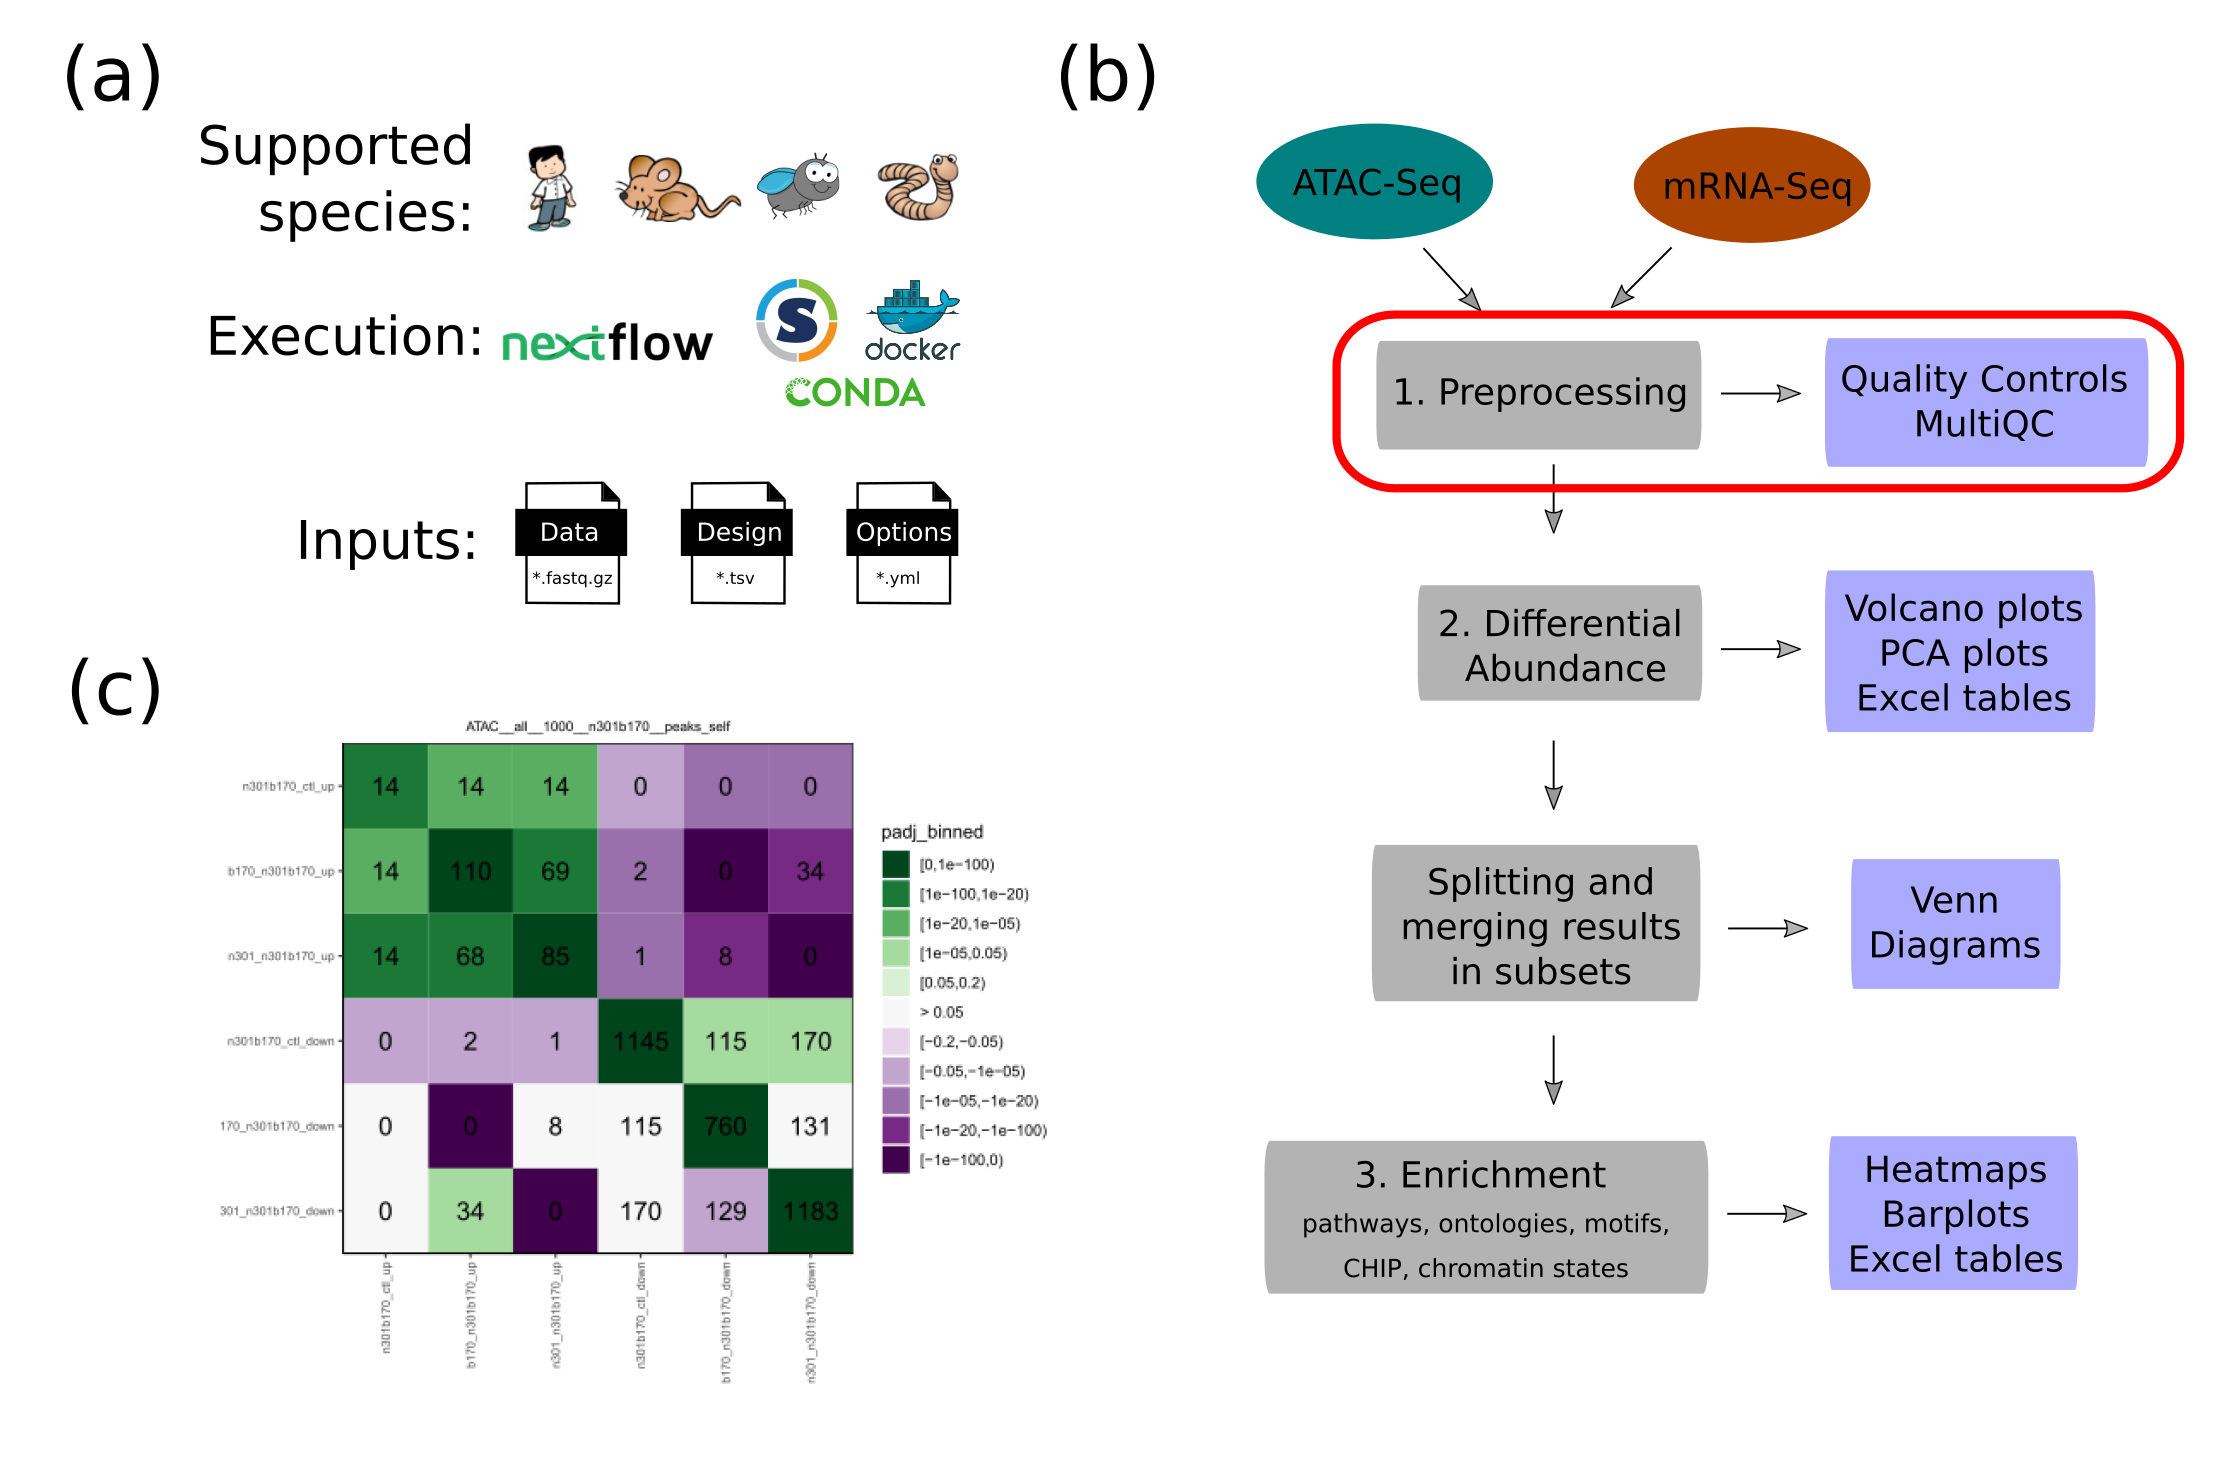 (a)
Supported
species:
Execution:
nextflow
S
docker
CONDA
Inputs:
Data
*.fastq.gz
Design
*.tsv
Options
*.yml
(b)
ATAC-Seq
mRNA-Seq
1. Preprocessing
Quality Controls
MultiQC
2. Differential
Abundance
Volcano plots
PCA plots
Excel tables
Splitting and
merging results
in subsets
Venn
Diagrams
3. Enrichment
pathways, ontologies, motifs,
CHIP, chromatin states
Heatmaps
Barplots
Excel tables
(c)
ATAC__all__1000__n301b170__peaks_self
n301b170_ctl_up 14 14 14 0 0 0
b170_n301b170_up 14 110 69 2 0 34
n301_n301b170_up 14 68 85 1 8 0
n301b170_ctl_down 0 2 1 1145 115 170
170_n301b170_down 0 0 8 115 760 131
301_n301b170_down 0 34 0 170 129 1183
n301b170_ctl_up
b170_n301b170_up
n301_n301b170_up
n301b170_ctl_down
b170_n301b170_down
n301_n301b170_down
padj_binned
[0,1e−100)
[1e−100,1e−20)
[1e−20,1e−05)
[1e−05,0.05)
[0.05,0.2)
> 0.05
[−0.2,−0.05)
[−0.05,−1e−05)
[−1e−05,−1e−20)
[−1e−20,−1e−100)
[−1e−100,0)